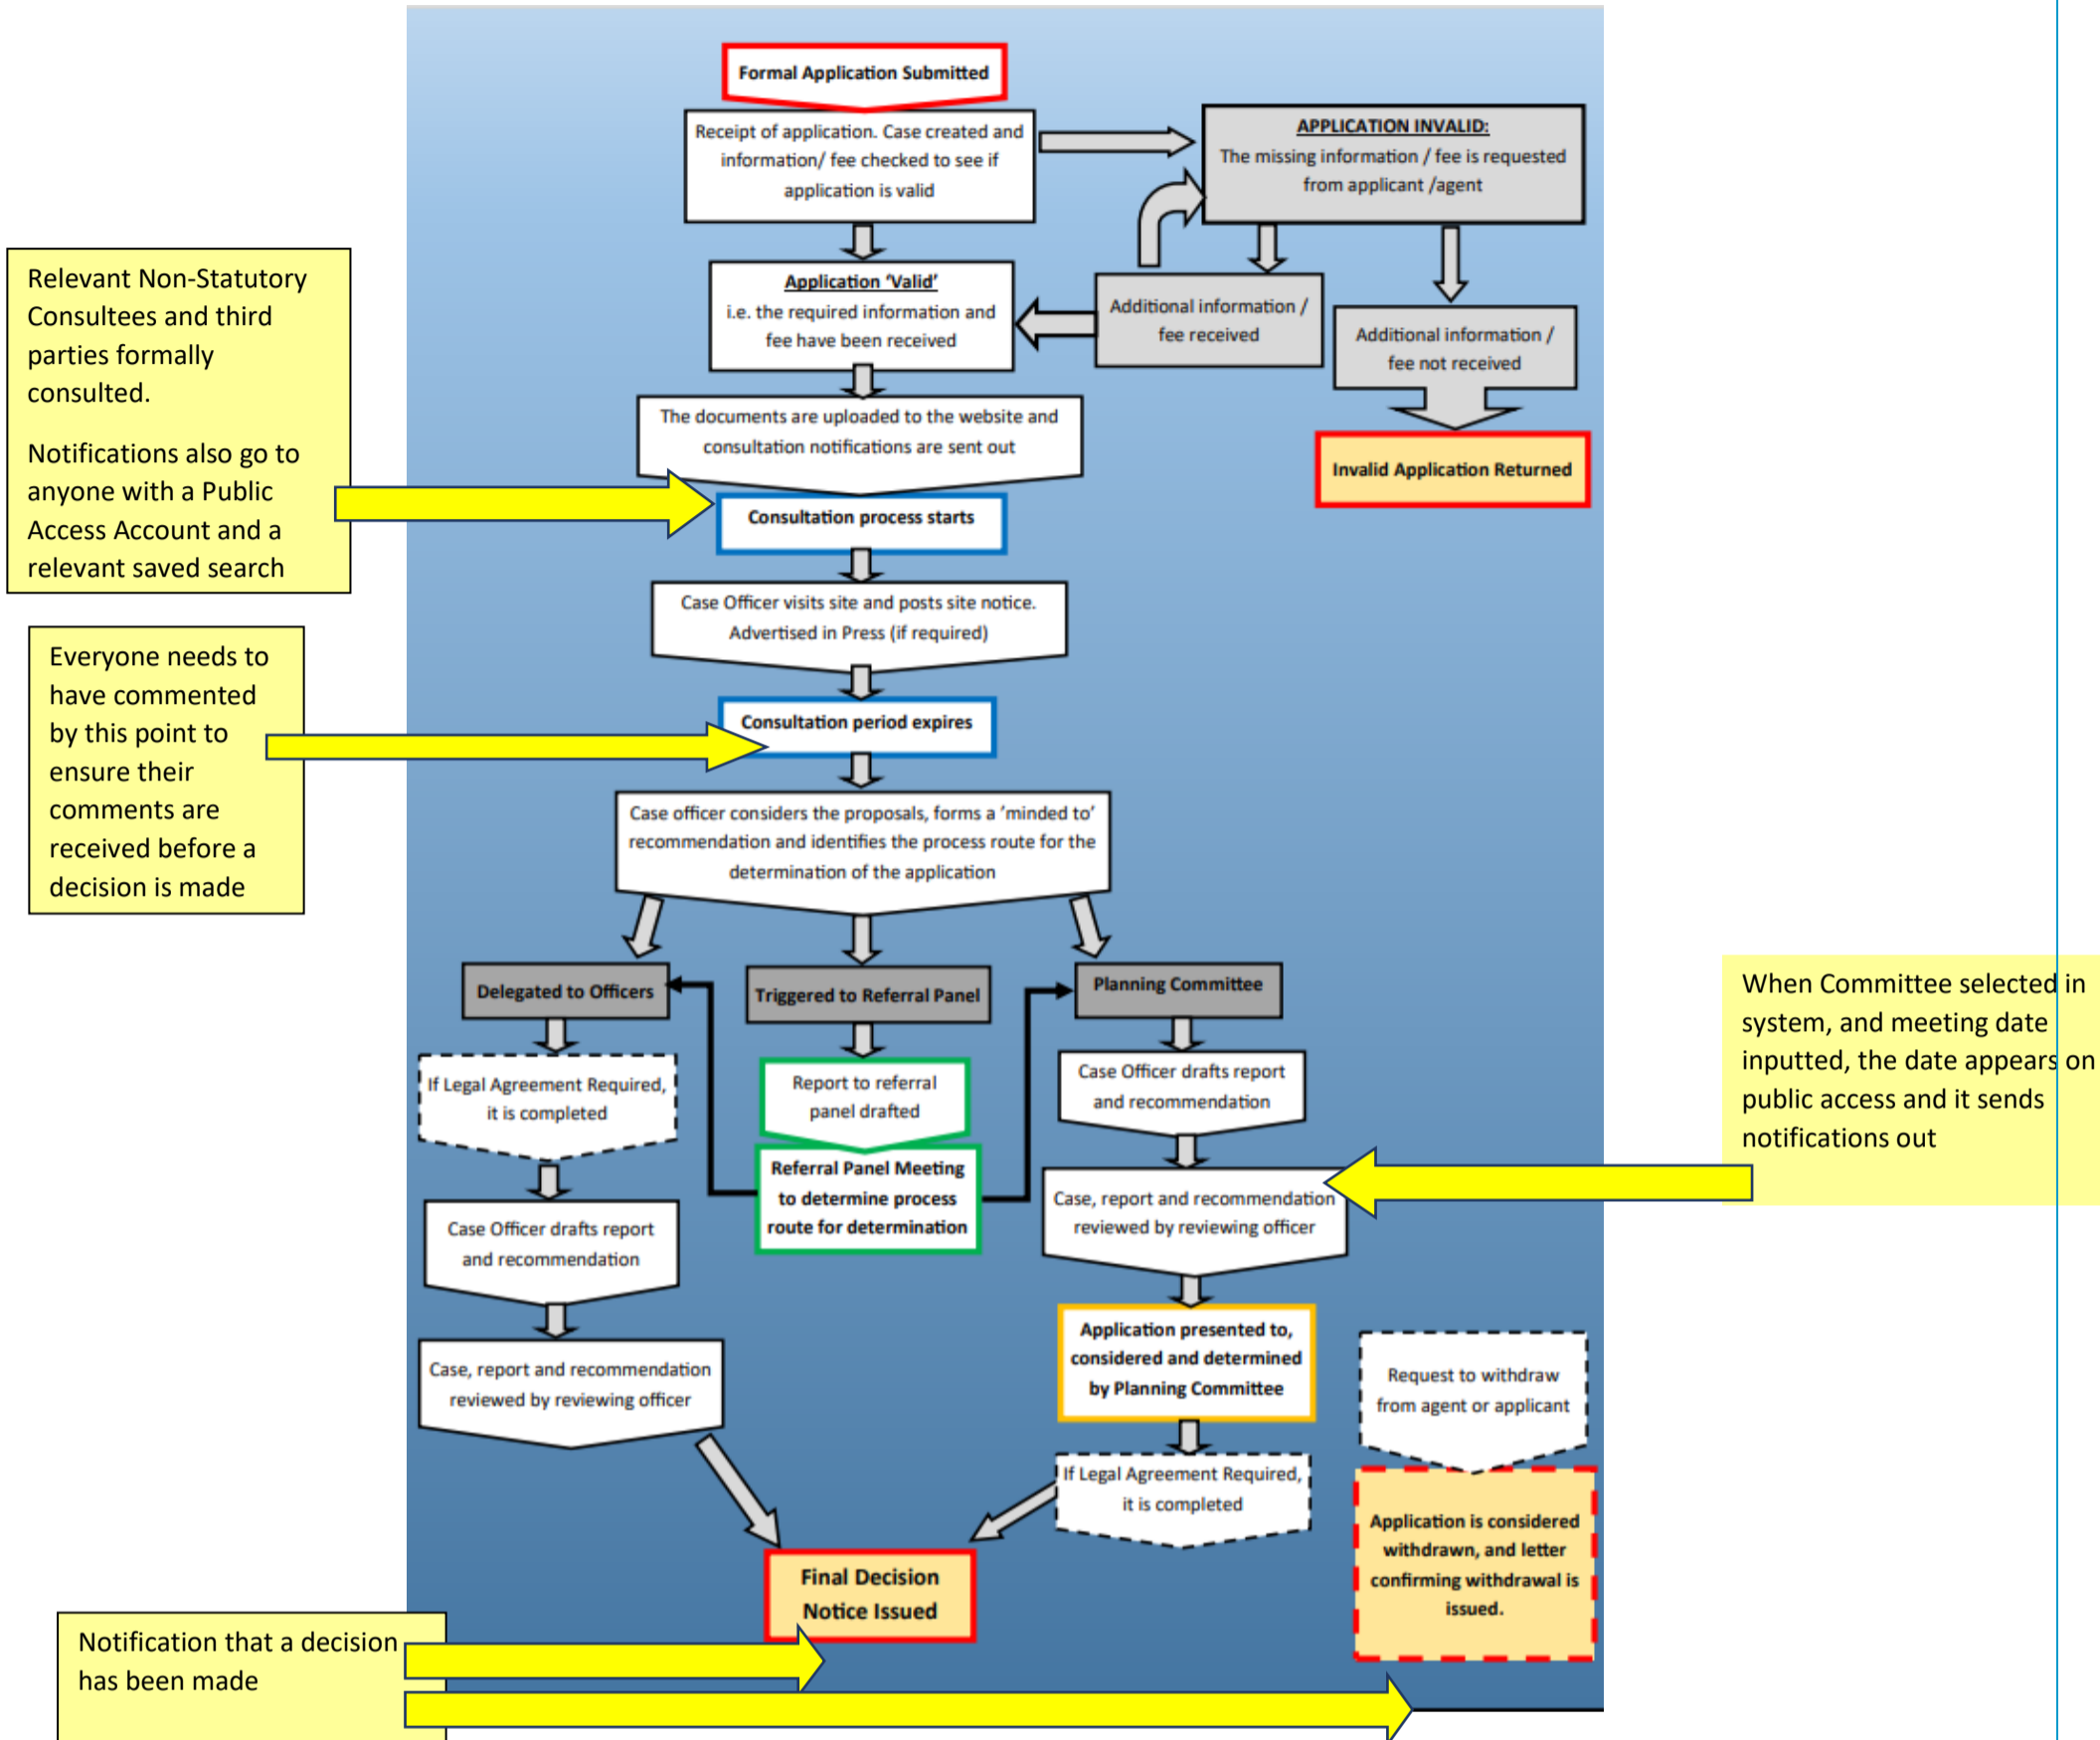 Formal Application Submitted
Receipt of application. Case created and
information/ fee checked to see if
application is valid
APPLICATION INVALID:
The missing information / fee is requested
from applicant /agent
Application ‘Valid’
i.e. the required information and
fee have been received
Additional information /
fee received
Additional information /
fee not received
Invalid Application Returned
The documents are uploaded to the website and
consultation notifications are sent out
Relevant Non-Statutory
Consultees and third
parties formally
consulted.
Notifications also go to
anyone with a Public
Access Account and a
relevant saved search
Consultation process starts
Case Officer visits site and posts site notice.
Advertised in Press (if required)
Everyone needs to
have commented
by this point to
ensure their
comments are
received before a
decision is made
Consultation period expires
Case officer considers the proposals, forms a ‘minded to’
recommendation and identifies the process route for the
determination of the application
Delegated to Officers
Triggered to Referral Panel
Planning Committee
If Legal Agreement Required,
it is completed
Case Officer drafts report
and recommendation
Case, report and recommendation
reviewed by reviewing officer
Report to referral
panel drafted
Referral Panel Meeting
to determine process
route for determination
Case Officer drafts report
and recommendation
Case, report and recommendation
reviewed by reviewing officer
When Committee selected in
system, and meeting date
inputted, the date appears on
public access and it sends
notifications out
Application presented to,
considered and determined
by Planning Committee
If Legal Agreement Required,
it is completed
Request to withdraw
from agent or applicant
Application is considered
withdrawn, and letter
confirming withdrawal is
issued.
Final Decision
Notice Issued
Notification that a decision
has been made